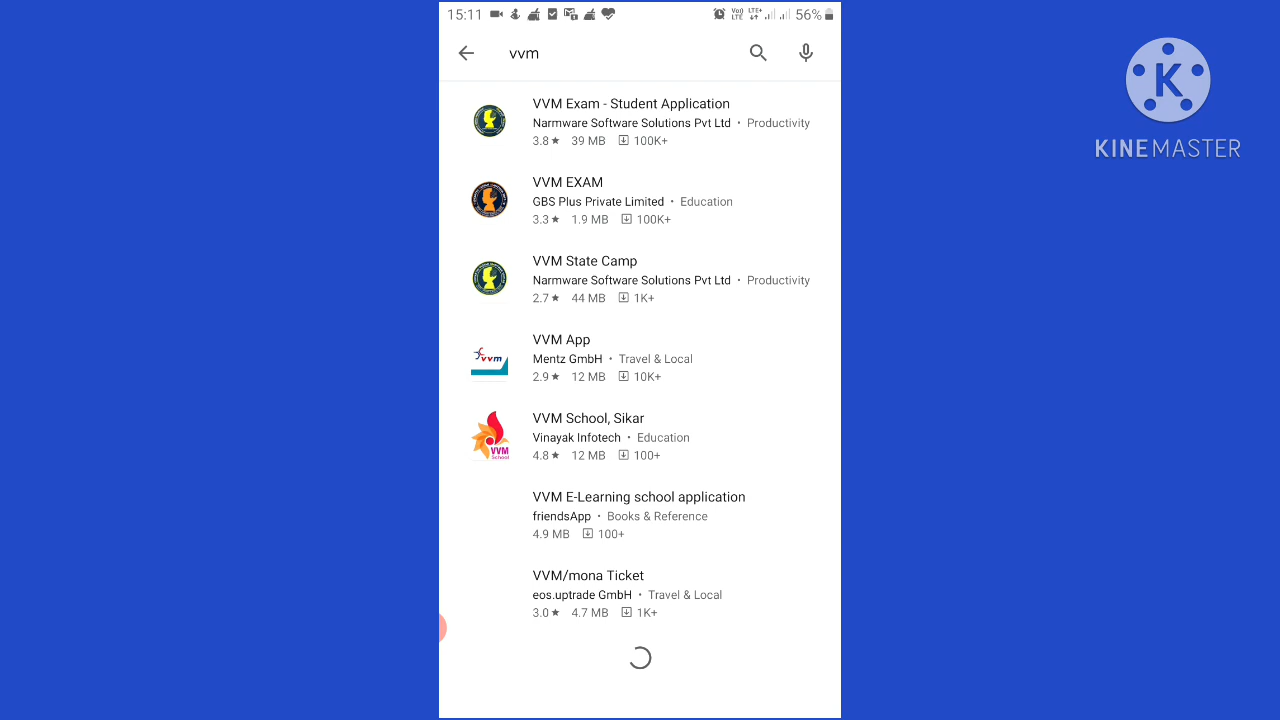 15:11 56%
vvm
VVM Exam - Student Application
Narmware Software Solutions Pvt Ltd • Productivity
3.8★ 39 MB 100K+
VVM EXAM
GBS Plus Private Limited • Education
3.3★ 1.9 MB 100K+
VVM State Camp
Narmware Software Solutions Pvt Ltd • Productivity
2.7★ 44 MB 1K+
VVM App
Mentz GmbH • Travel & Local
2.9★ 12 MB 10K+
vvm
VVM School, Sikar
Vinayak Infotech • Education
4.8★ 12 MB 100+
VVM
School
VVM E-Learning school application
friendsApp • Books & Reference
4.9 MB 100+
VVM/mona Ticket
eos.uptrade GmbH • Travel & Local
3.0★ 4.7 MB 1K+
K
KINEMASTER